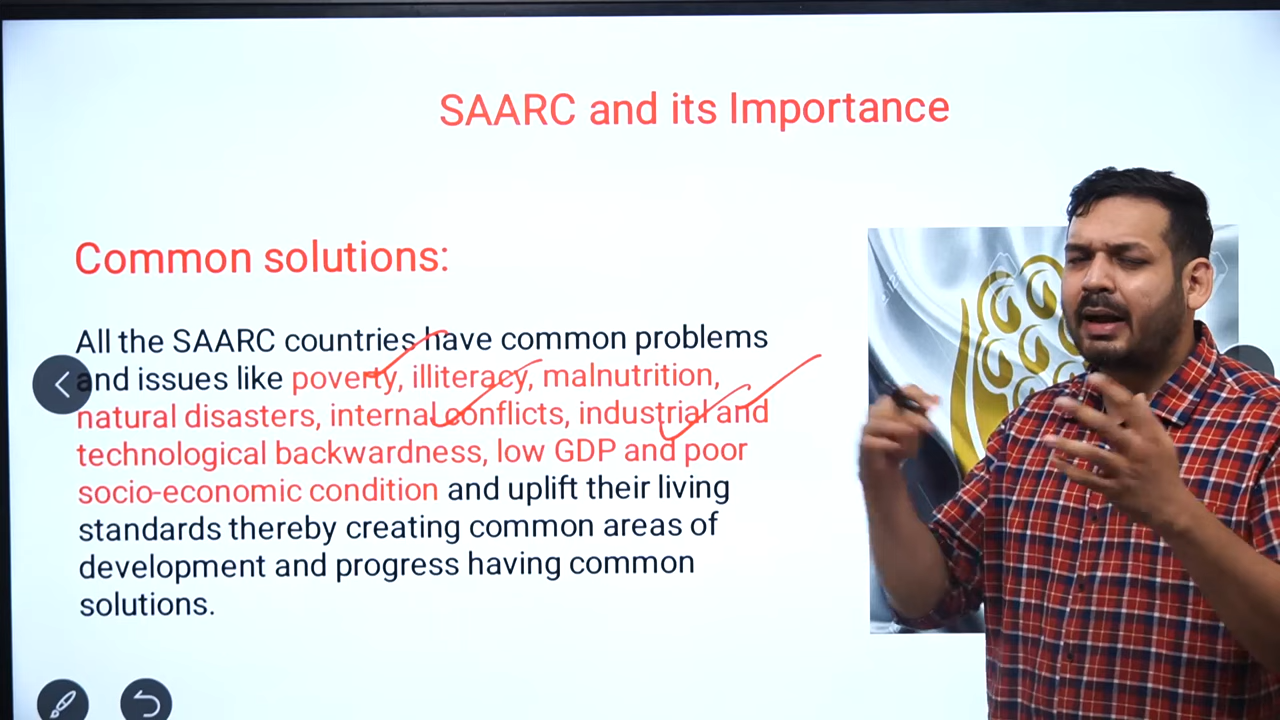 SAARC and its Importance
Common solutions:
All the SAARC countries have common problems
and issues like poverty, illiteracy, malnutrition,
natural disasters, internal conflicts, industrial and
technological backwardness, low GDP and poor
socio-economic condition and uplift their living
standards thereby creating common areas of
development and progress having common
solutions.